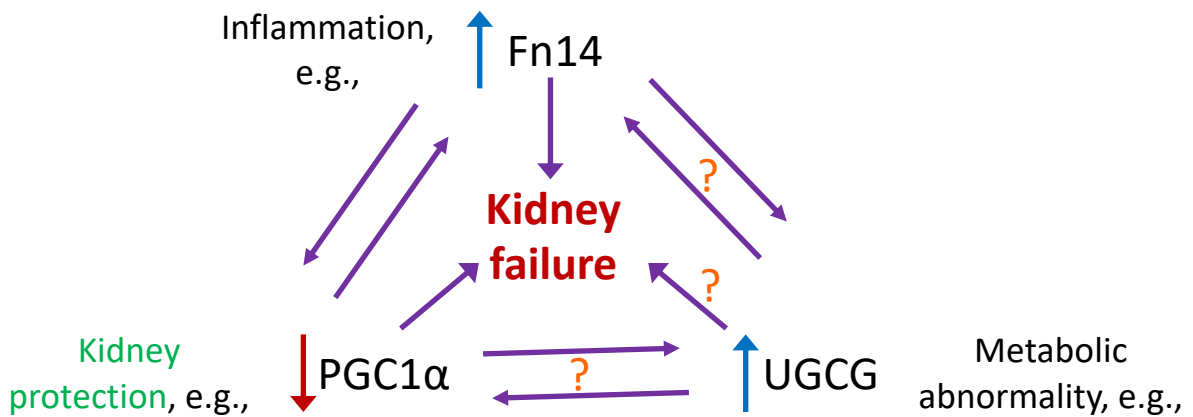 Inflammation,
e.g.,
Fn14
?
Kidney
failure
?
Kidney
protection, e.g.,
PGC1α
?
UGCG
Metabolic
abnormality, e.g.,